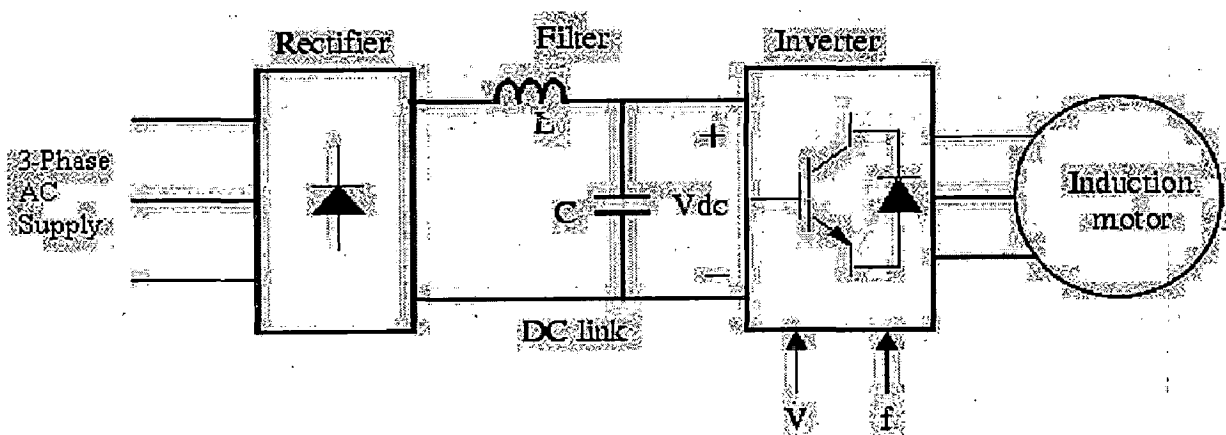 Rectifier
Filter
Inverter
L
3-Phase
AC
Supply
C
+
Vdc
−
Induction
motor
DC link
V
f